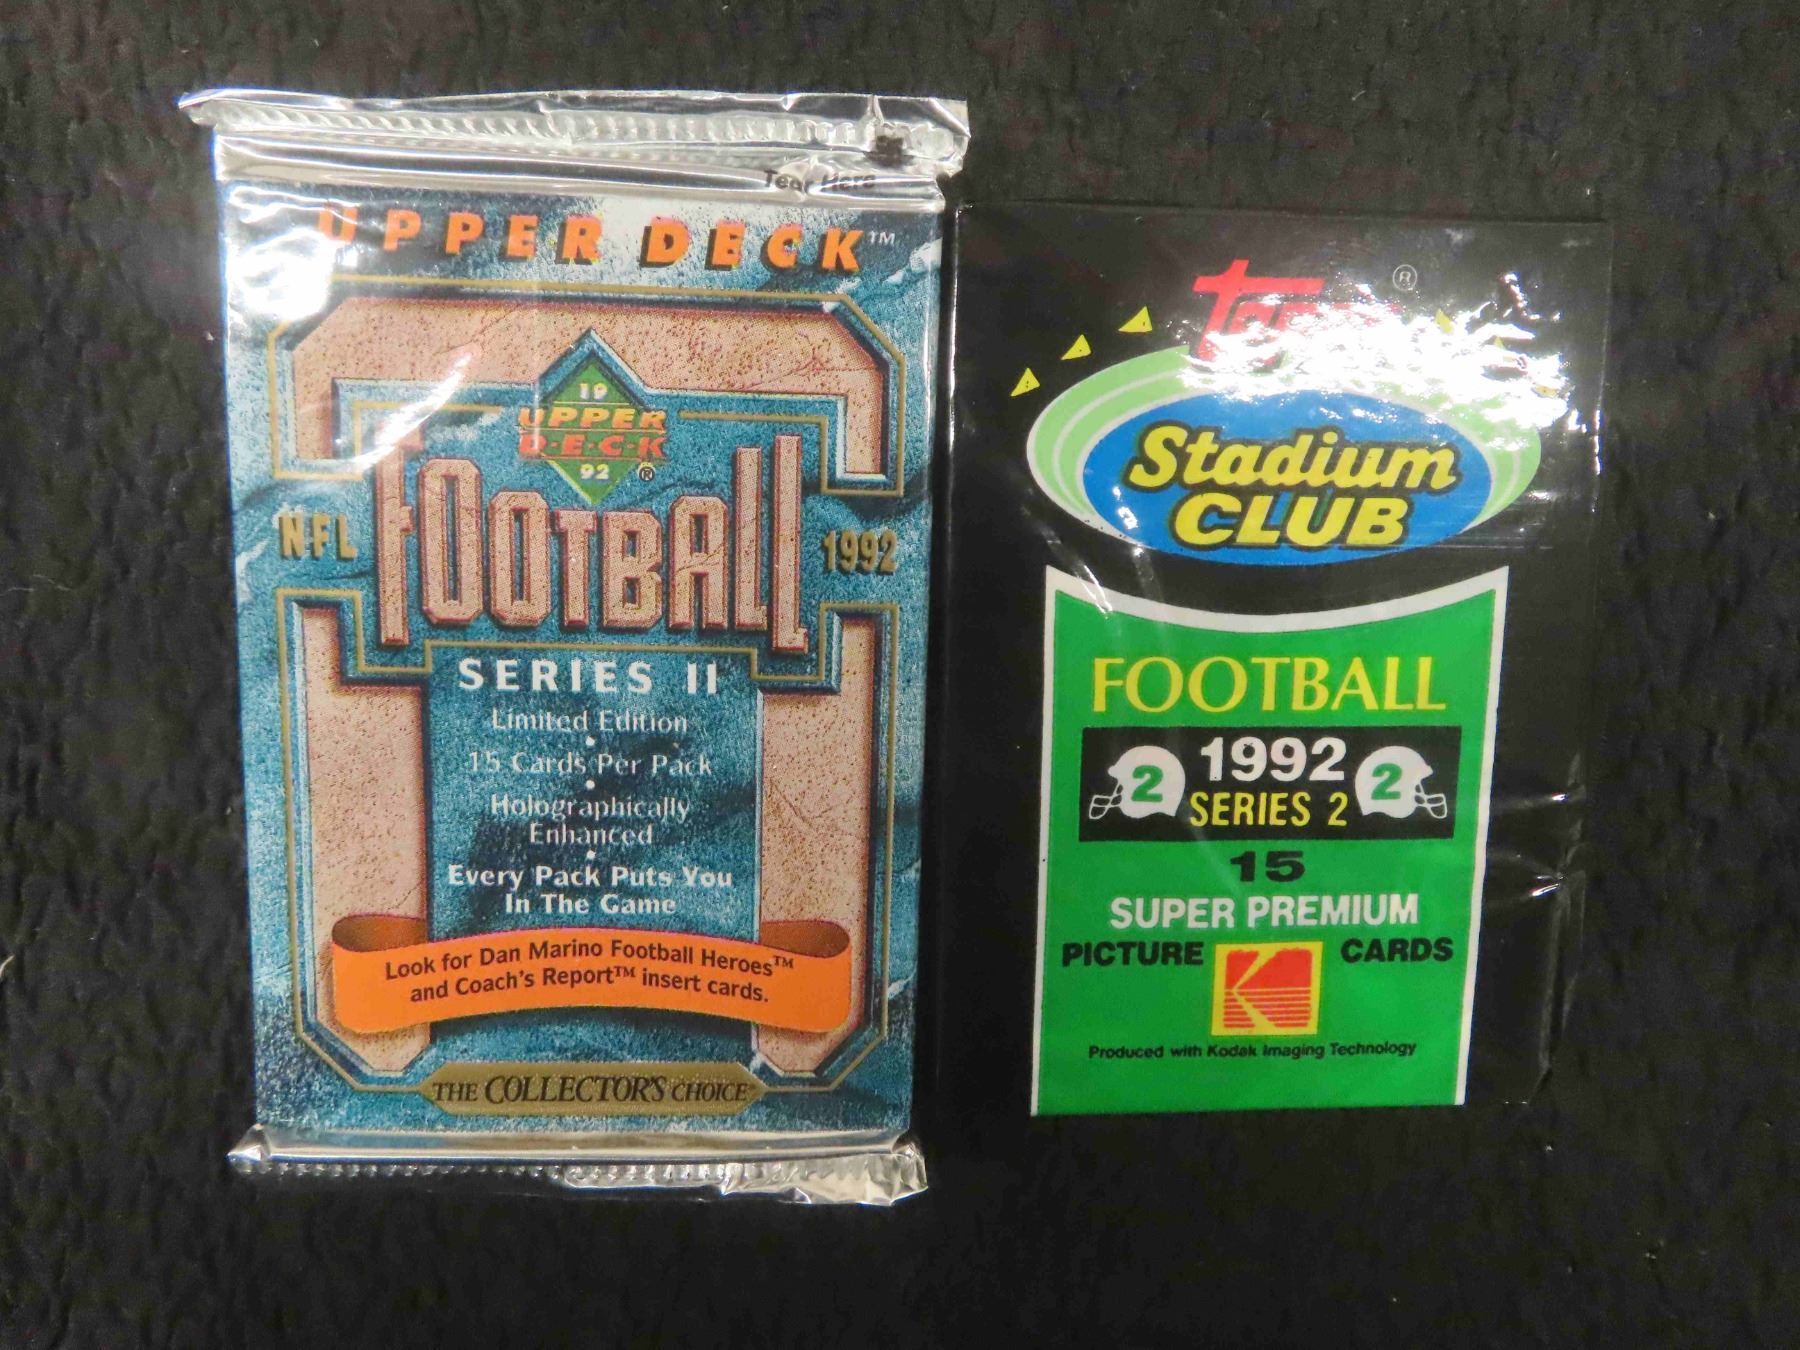 Tear Here
UPPER DECK™
19
UPPER
D·E·C·K
92 ®
NFL FOOTBALL 1992
SERIES II
Limited Edition
•
15 Cards Per Pack
•
Holographically
Enhanced
•
Every Pack Puts You
In The Game
Look for Dan Marino Football Heroes™
and Coach's Report™ insert cards.
THE COLLECTOR'S CHOICE®
Topps ®
Stadium
CLUB
FOOTBALL
2 1992 2
SERIES 2
15
SUPER PREMIUM
PICTURE CARDS
Produced with Kodak Imaging Technology